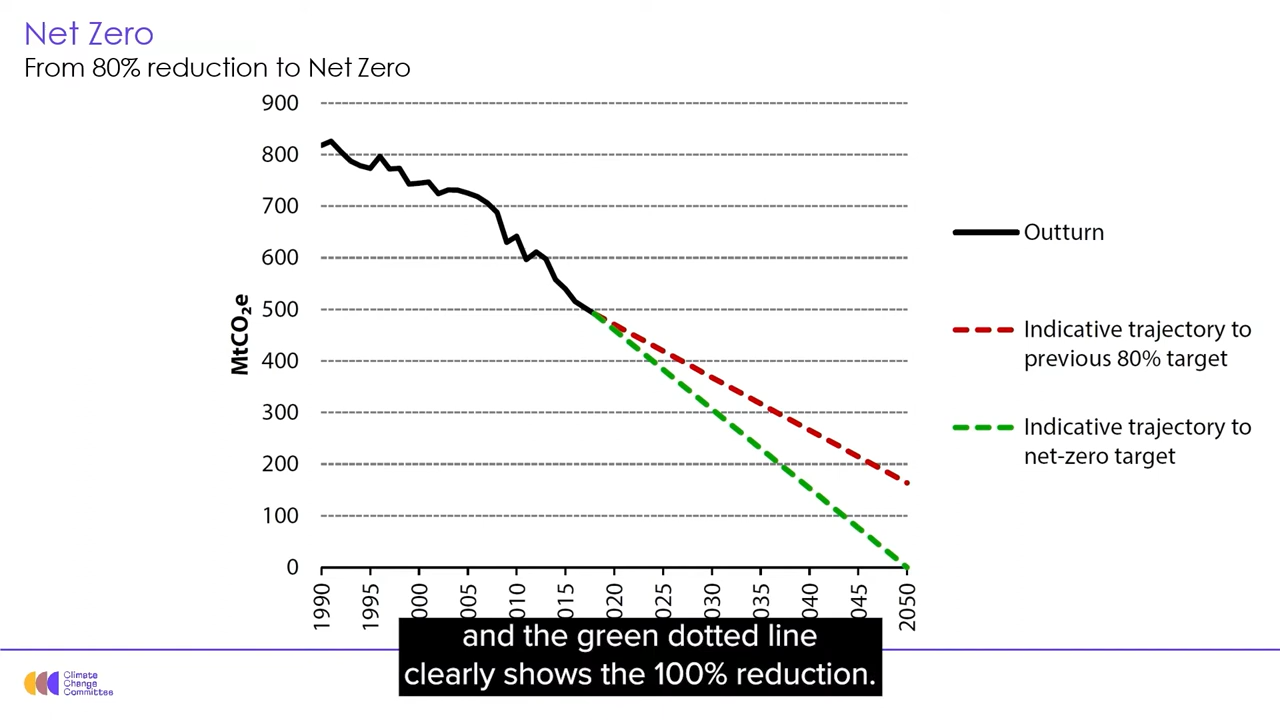 Net Zero
From 80% reduction to Net Zero
900
800
700
600
500
400
300
200
100
0
MtCO₂e
1990
1995
2050
Outturn
Indicative trajectory to
previous 80% target
Indicative trajectory to
net-zero target
and the green dotted line
clearly shows the 100% reduction.
Climate
Change
Committee